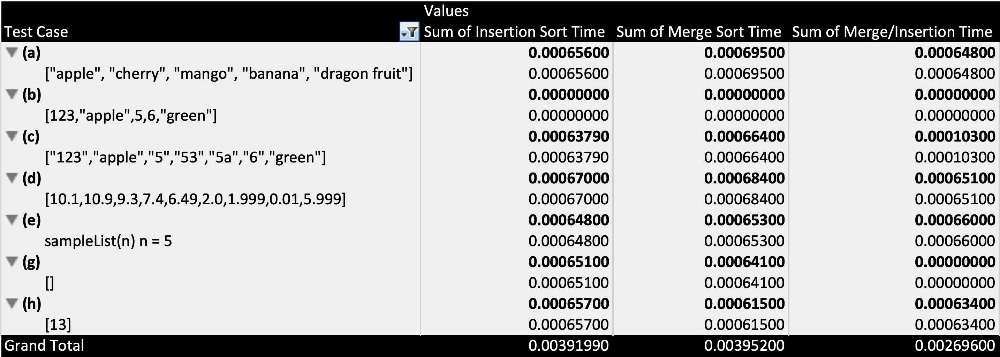 Values
Test Case Sum of Insertion Sort Time Sum of Merge Sort Time Sum of Merge/Insertion Time
(a) 0.00065600 0.00069500 0.00064800
["apple", "cherry", "mango", "banana", "dragon fruit"] 0.00065600 0.00069500 0.00064800
(b) 0.00000000 0.00000000 0.00000000
[123,"apple",5,6,"green"] 0.00000000 0.00000000 0.00000000
(c) 0.00063790 0.00066400 0.00010300
["123","apple","5","53","5a","6","green"] 0.00063790 0.00066400 0.00010300
(d) 0.00067000 0.00068400 0.00065100
[10.1,10.9,9.3,7.4,6.49,2.0,1.999,0.01,5.999] 0.00067000 0.00068400 0.00065100
(e) 0.00064800 0.00065300 0.00066000
sampleList(n) n = 5 0.00064800 0.00065300 0.00066000
(g) 0.00065100 0.00064100 0.00000000
[] 0.00065100 0.00064100 0.00000000
(h) 0.00065700 0.00061500 0.00063400
[13] 0.00065700 0.00061500 0.00063400
Grand Total 0.00391990 0.00395200 0.00269600